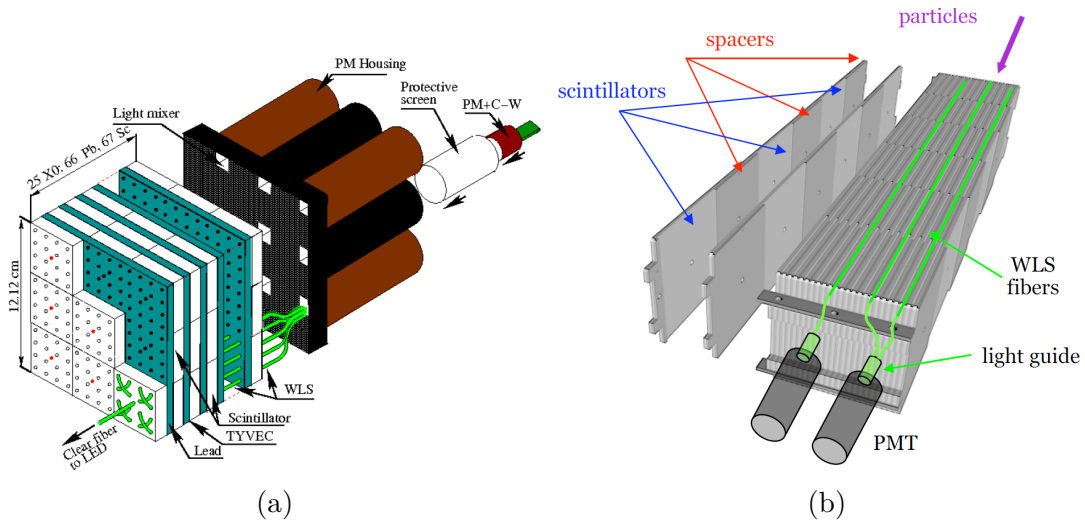 PM Housing
Protective
screen
Light mixer
PM+C-W
25 X0: 66 Pb, 67 Sc
12.12 cm
WLS
Scintillator
TYVEC
Lead
Clear fiber
to LED
(a)
particles
spacers
scintillators
WLS
fibers
light guide
PMT
(b)